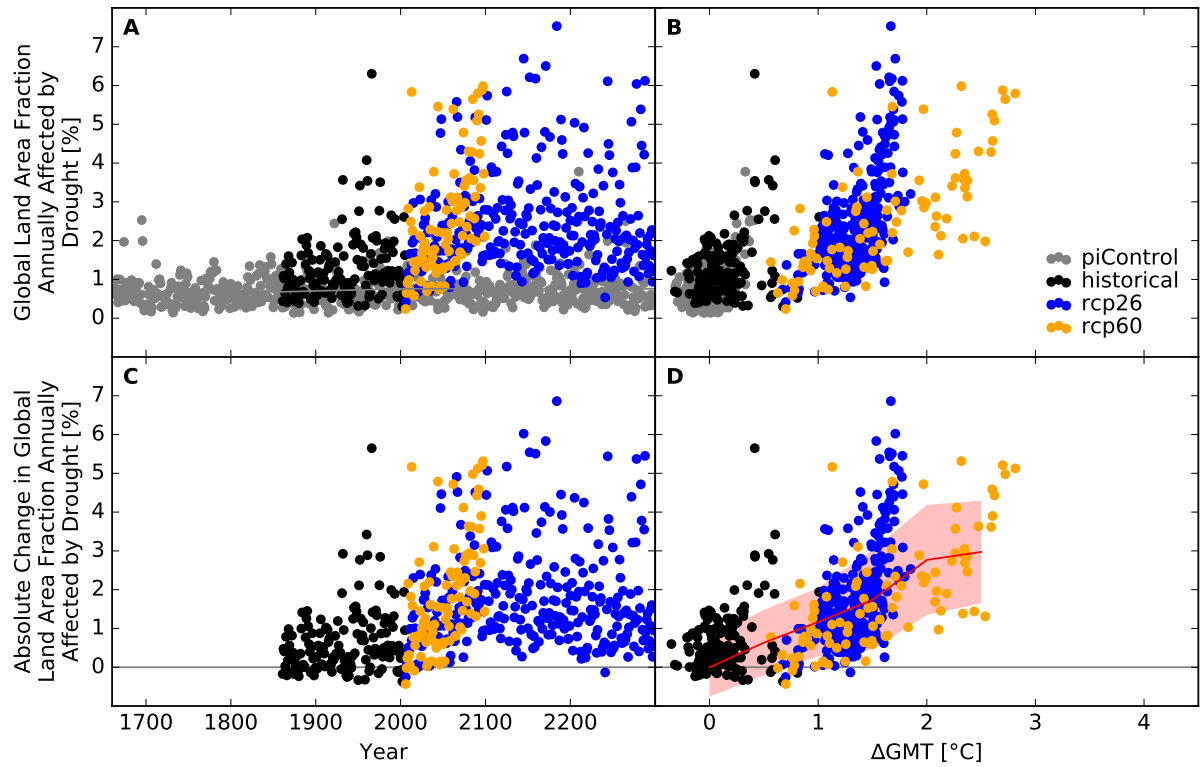 A
B
Global Land Area Fraction
Annually Affected by
Drought [%]
7
6
5
4
3
2
1
0
piControl
historical
rcp26
rcp60
C
D
Absolute Change in Global
Land Area Fraction Annually
Affected by Drought [%]
7
6
5
4
3
2
1
0
1700 1800 1900 2000 2100 2200
0 1 2 3 4
Year
ΔGMT [°C]